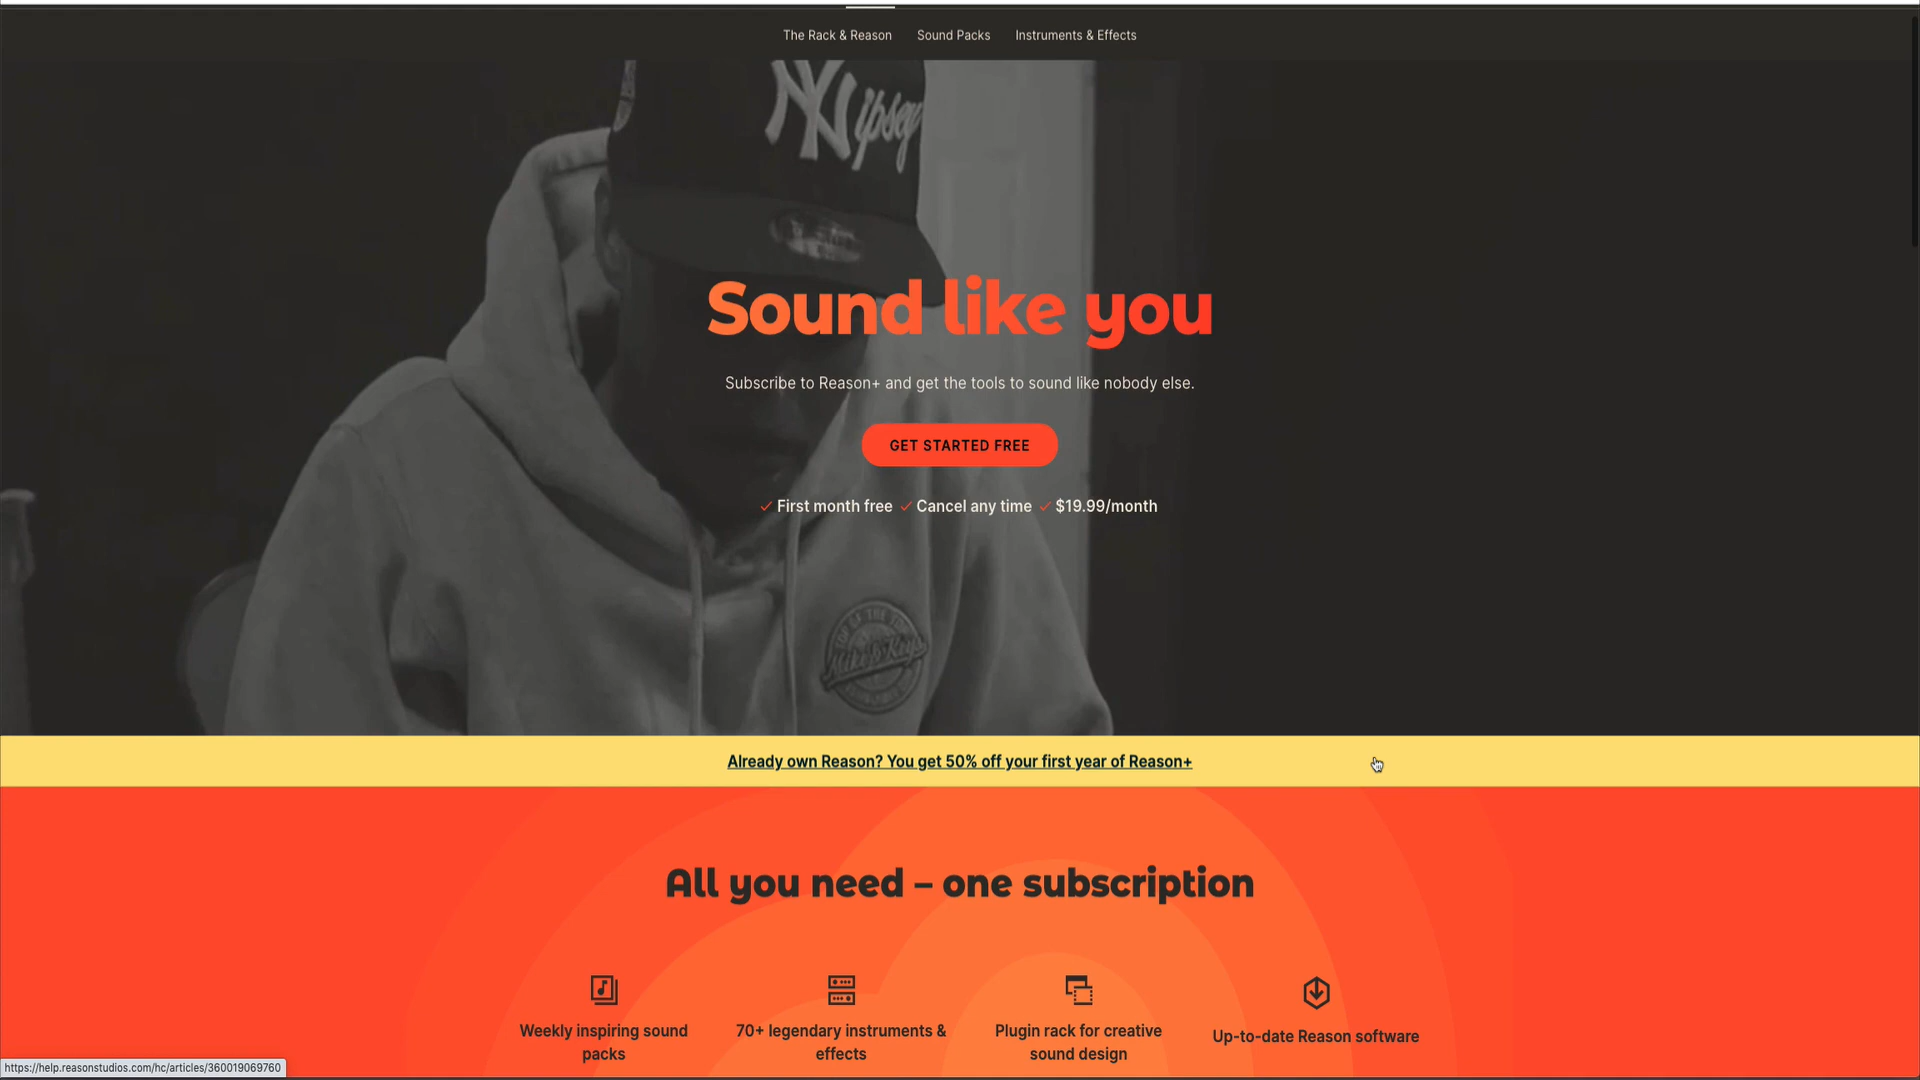 The Rack & Reason Sound Packs Instruments & Effects
NY ipsey
Sound like you
Subscribe to Reason+ and get the tools to sound like nobody else.
GET STARTED FREE
First month free Cancel any time $19.99/month
Mike & Keys
Already own Reason? You get 50% off your first year of Reason+
All you need – one subscription
Weekly inspiring sound packs
70+ legendary instruments & effects
Plugin rack for creative sound design
Up-to-date Reason software
https://help.reasonstudios.com/hc/articles/360019069760